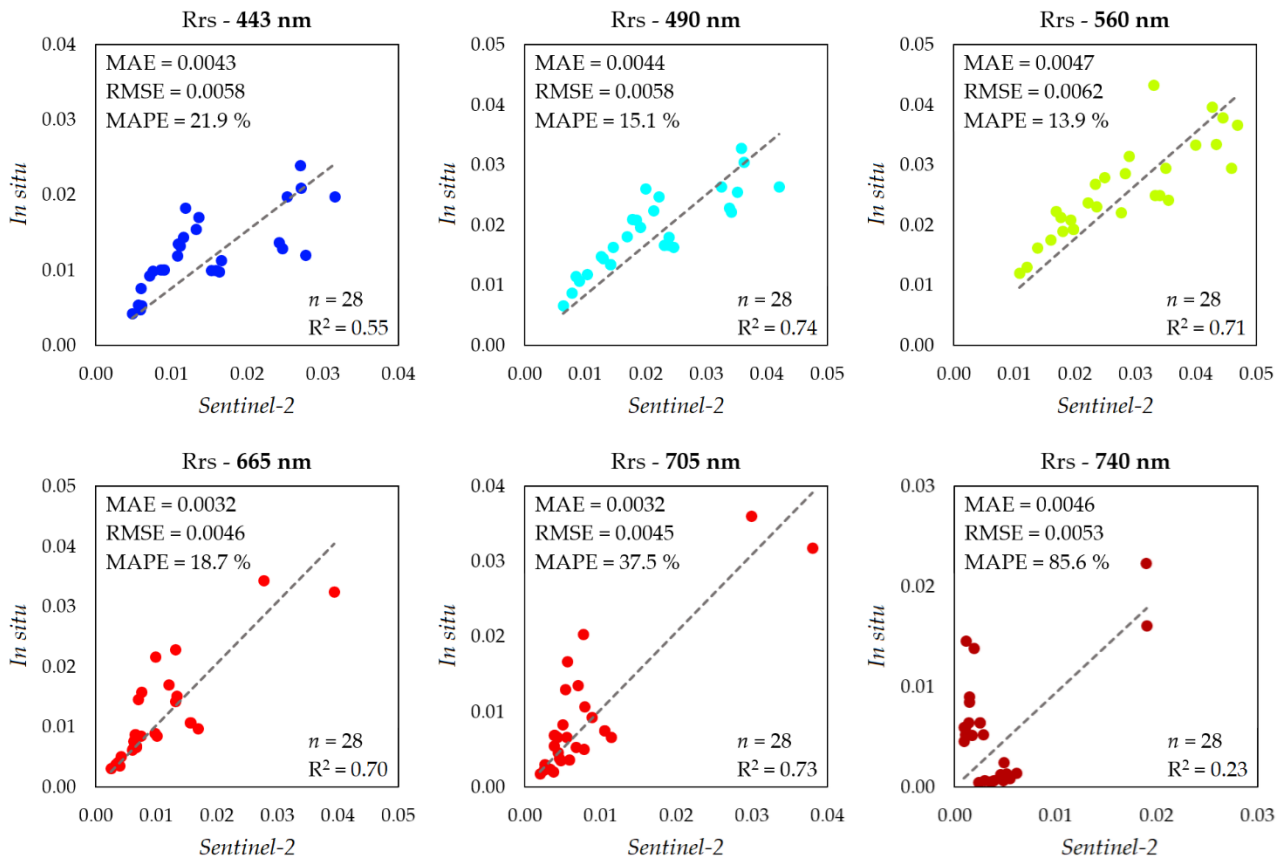 Rrs - 443 nm
0.04
0.03
0.02
0.01
0.00
In situ
MAE = 0.0043
RMSE = 0.0058
MAPE = 21.9 %
n = 28
R² = 0.55
0.00 0.01 0.02 0.03 0.04
Sentinel-2
Rrs - 490 nm
0.05
0.04
0.03
0.02
0.01
0.00
In situ
MAE = 0.0044
RMSE = 0.0058
MAPE = 15.1 %
n = 28
R² = 0.74
0.00 0.01 0.02 0.03 0.04 0.05
Sentinel-2
Rrs - 560 nm
0.05
0.04
0.03
0.02
0.01
0.00
In situ
MAE = 0.0047
RMSE = 0.0062
MAPE = 13.9 %
n = 28
R² = 0.71
0.00 0.01 0.02 0.03 0.04 0.05
Sentinel-2
Rrs - 665 nm
0.05
0.04
0.03
0.02
0.01
0.00
In situ
MAE = 0.0032
RMSE = 0.0046
MAPE = 18.7 %
n = 28
R² = 0.70
0.00 0.01 0.02 0.03 0.04 0.05
Sentinel-2
Rrs - 705 nm
0.04
0.03
0.02
0.01
0.00
In situ
MAE = 0.0032
RMSE = 0.0045
MAPE = 37.5 %
n = 28
R² = 0.73
0.00 0.01 0.02 0.03 0.04
Sentinel-2
Rrs - 740 nm
0.03
0.02
0.01
0.00
In situ
MAE = 0.0046
RMSE = 0.0053
MAPE = 85.6 %
n = 28
R² = 0.23
0.00 0.01 0.02 0.03
Sentinel-2